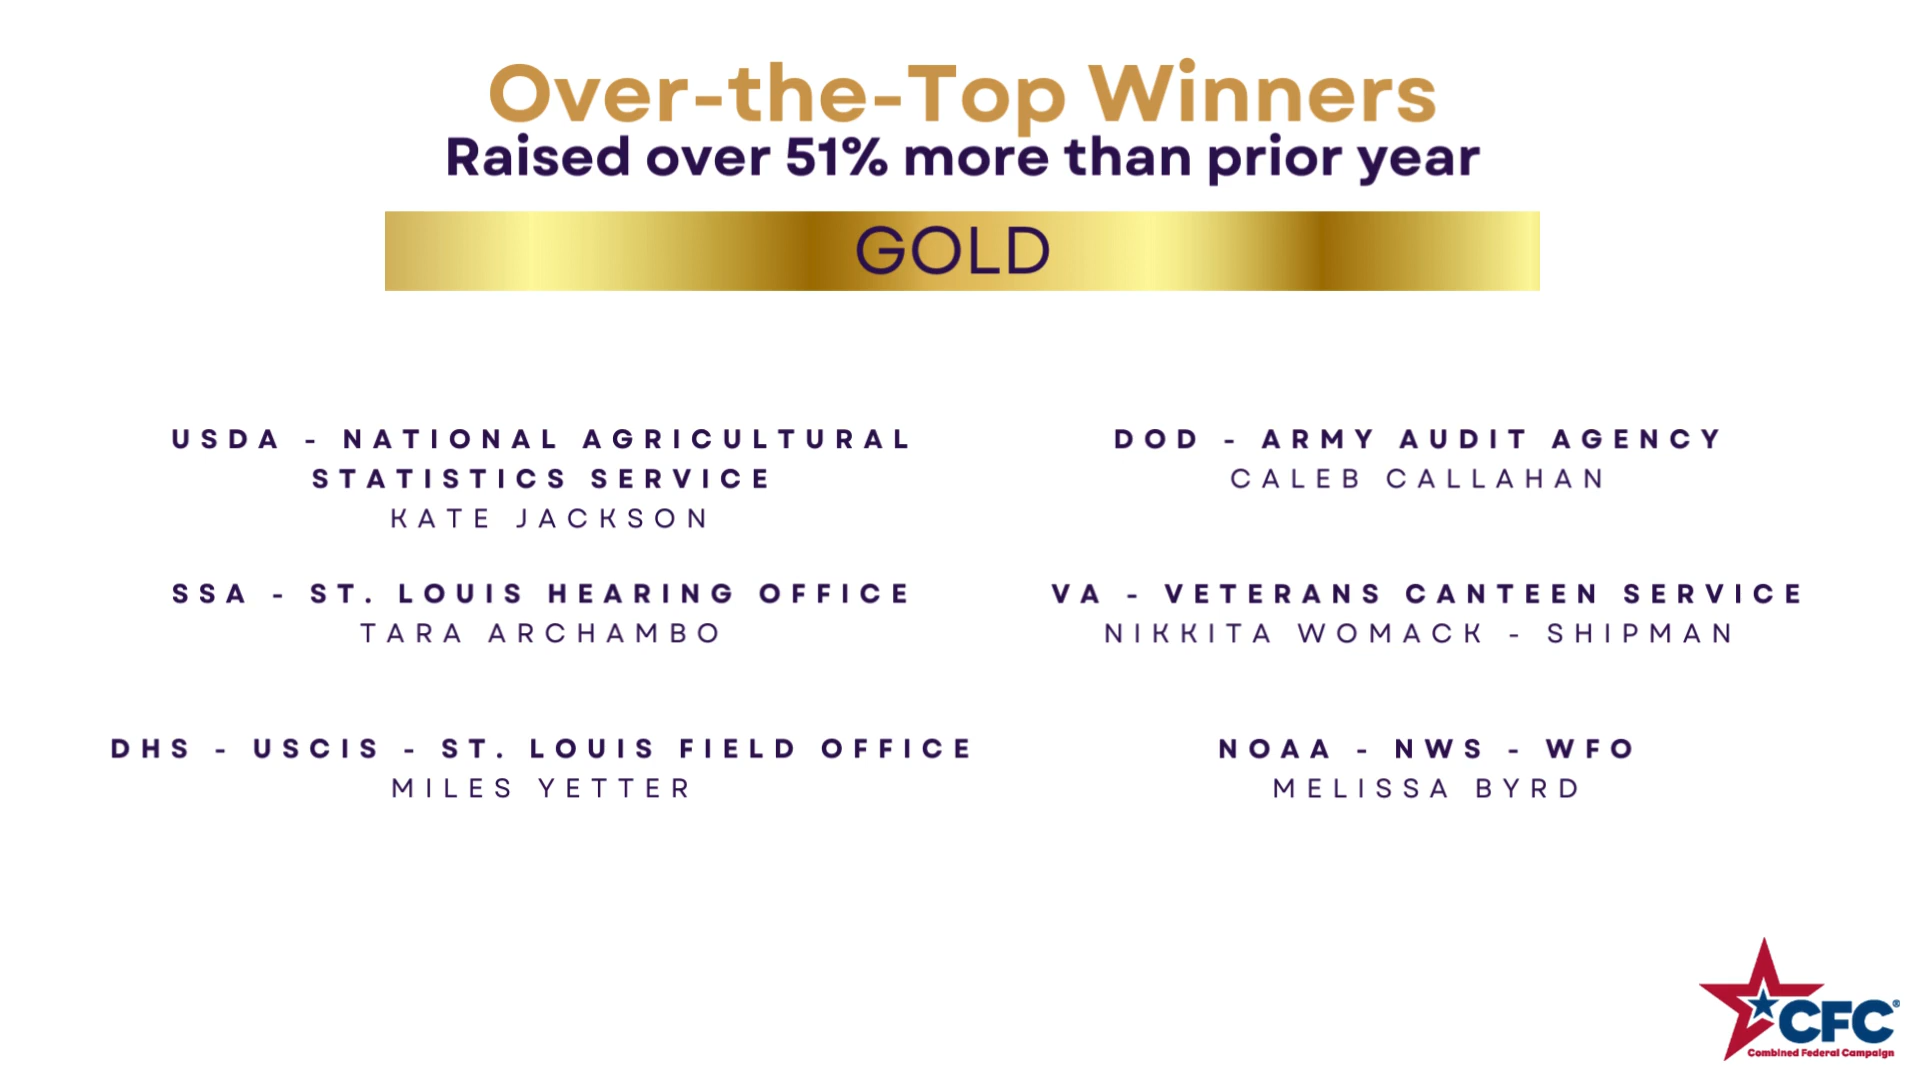 Over-the-Top Winners
Raised over 51% more than prior year
GOLD
USDA - NATIONAL AGRICULTURAL
STATISTICS SERVICE
KATE JACKSON
DOD - ARMY AUDIT AGENCY
CALEB CALLAHAN
SSA - ST. LOUIS HEARING OFFICE
TARA ARCHAMBO
VA - VETERANS CANTEEN SERVICE
NIKKITA WOMACK - SHIPMAN
DHS - USCIS - ST. LOUIS FIELD OFFICE
MILES YETTER
NOAA - NWS - WFO
MELISSA BYRD
CFC®
Combined Federal Campaign